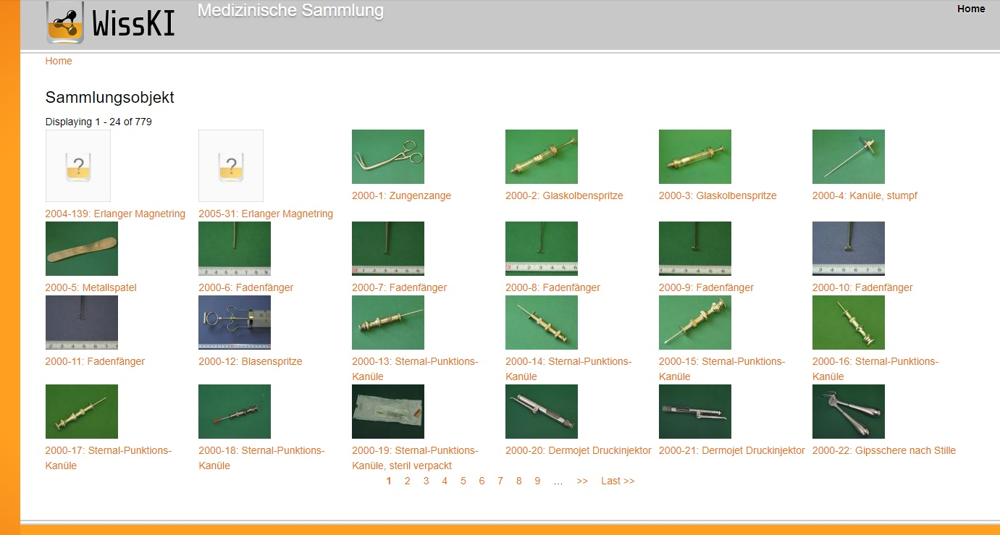 WissKI
Medizinische Sammlung
Home
Home
Sammlungsobjekt
Displaying 1 - 24 of 779
?
?
2004-139: Erlanger Magnetring
2005-31: Erlanger Magnetring
2000-1: Zungenzange
2000-2: Glaskolbenspritze
2000-3: Glaskolbenspritze
2000-4: Kanüle, stumpf
2000-5: Metallspatel
2000-6: Fadenfänger
2000-7: Fadenfänger
2000-8: Fadenfänger
2000-9: Fadenfänger
2000-10: Fadenfänger
2000-11: Fadenfänger
2000-12: Blasenspritze
2000-13: Sternal-Punktions-
Kanüle
2000-14: Sternal-Punktions-
Kanüle
2000-15: Sternal-Punktions-
Kanüle
2000-16: Sternal-Punktions-
Kanüle
2000-17: Sternal-Punktions-
Kanüle
2000-18: Sternal-Punktions-
Kanüle
2000-19: Sternal-Punktions-
Kanüle, steril verpackt
2000-20: Dermojet Druckinjektor
2000-21: Dermojet Druckinjektor
2000-22: Gipsschere nach Stille
1 2 3 4 5 6 7 8 9 … >> Last >>